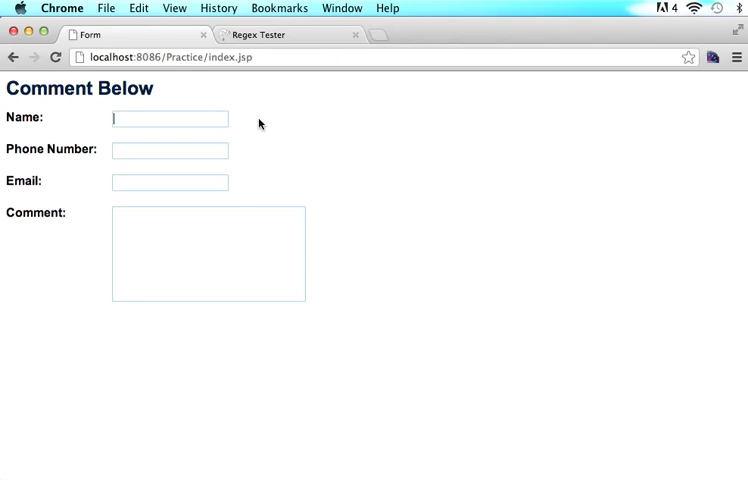 Chrome File Edit View History Bookmarks Window Help 4
Form Regex Tester
localhost:8086/Practice/index.jsp
Comment Below
Name:
Phone Number:
Email:
Comment: